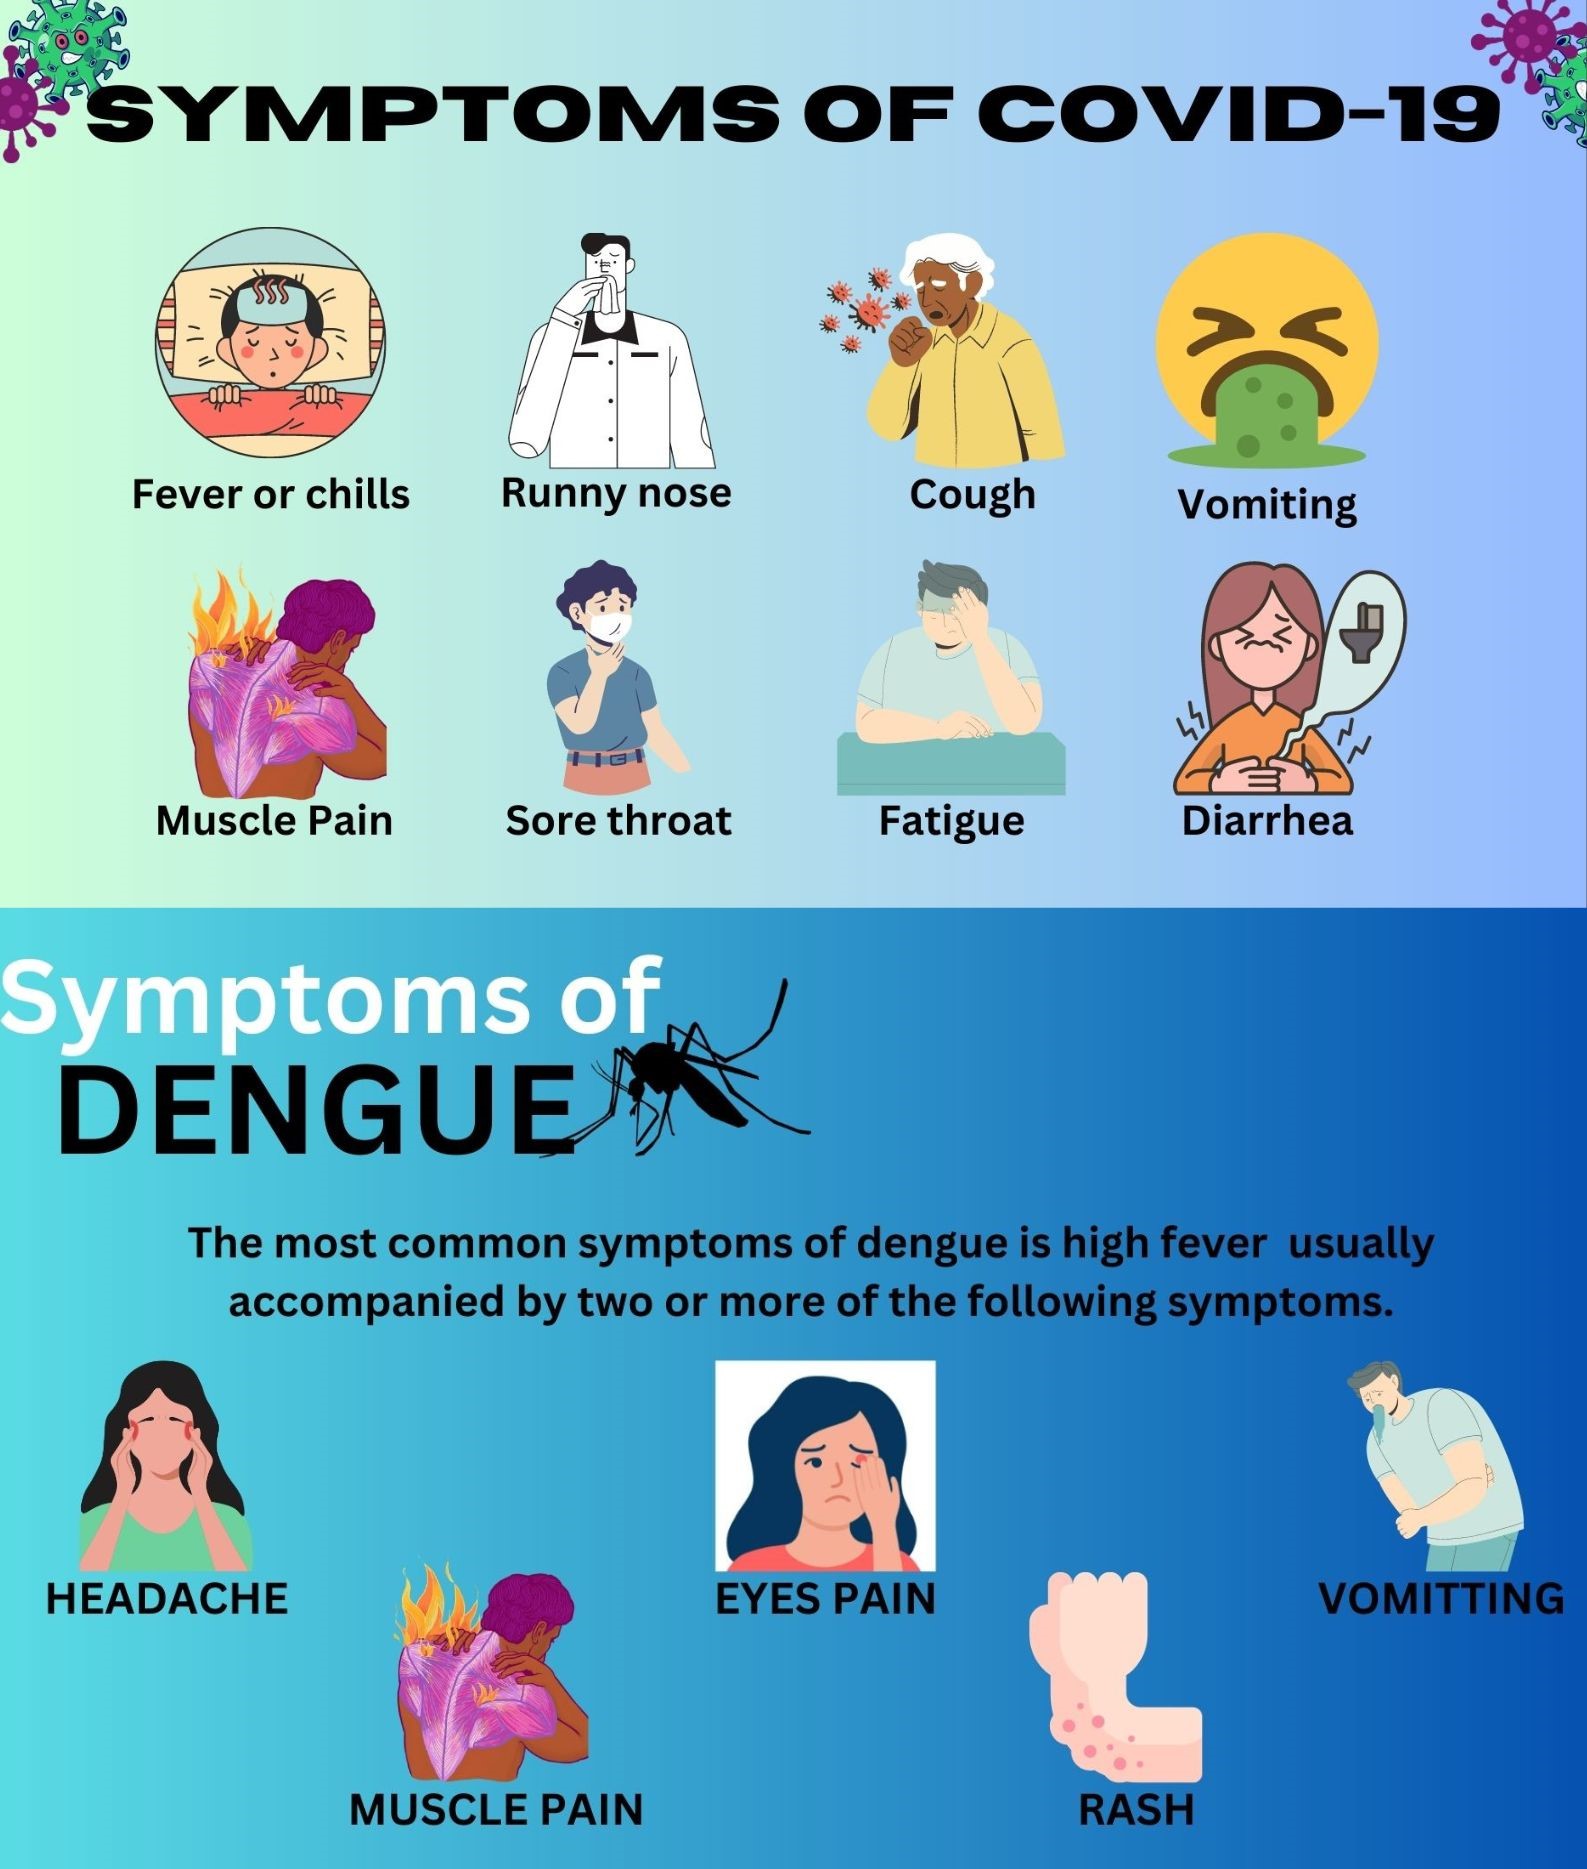 SYMPTOMS OF COVID-19
Fever or chills
Runny nose
Cough
Vomiting
Muscle Pain
Sore throat
Fatigue
Diarrhea
Symptoms of
DENGUE
The most common symptoms of dengue is high fever usually
accompanied by two or more of the following symptoms.
HEADACHE
EYES PAIN
VOMITTING
MUSCLE PAIN
RASH